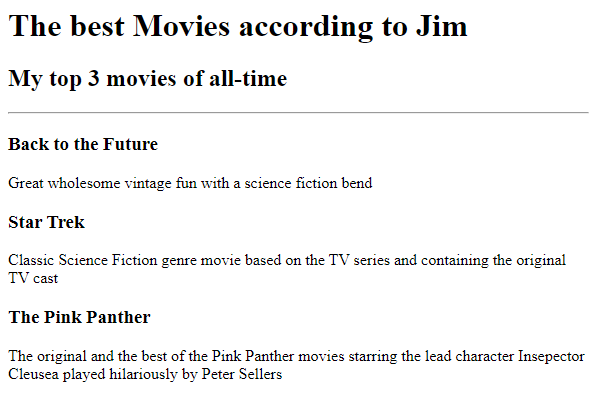 The best Movies according to Jim
My top 3 movies of all-time
Back to the Future
Great wholesome vintage fun with a science fiction bend
Star Trek
Classic Science Fiction genre movie based on the TV series and containing the original
TV cast
The Pink Panther
The original and the best of the Pink Panther movies starring the lead character Insepector
Cleusea played hilariously by Peter Sellers